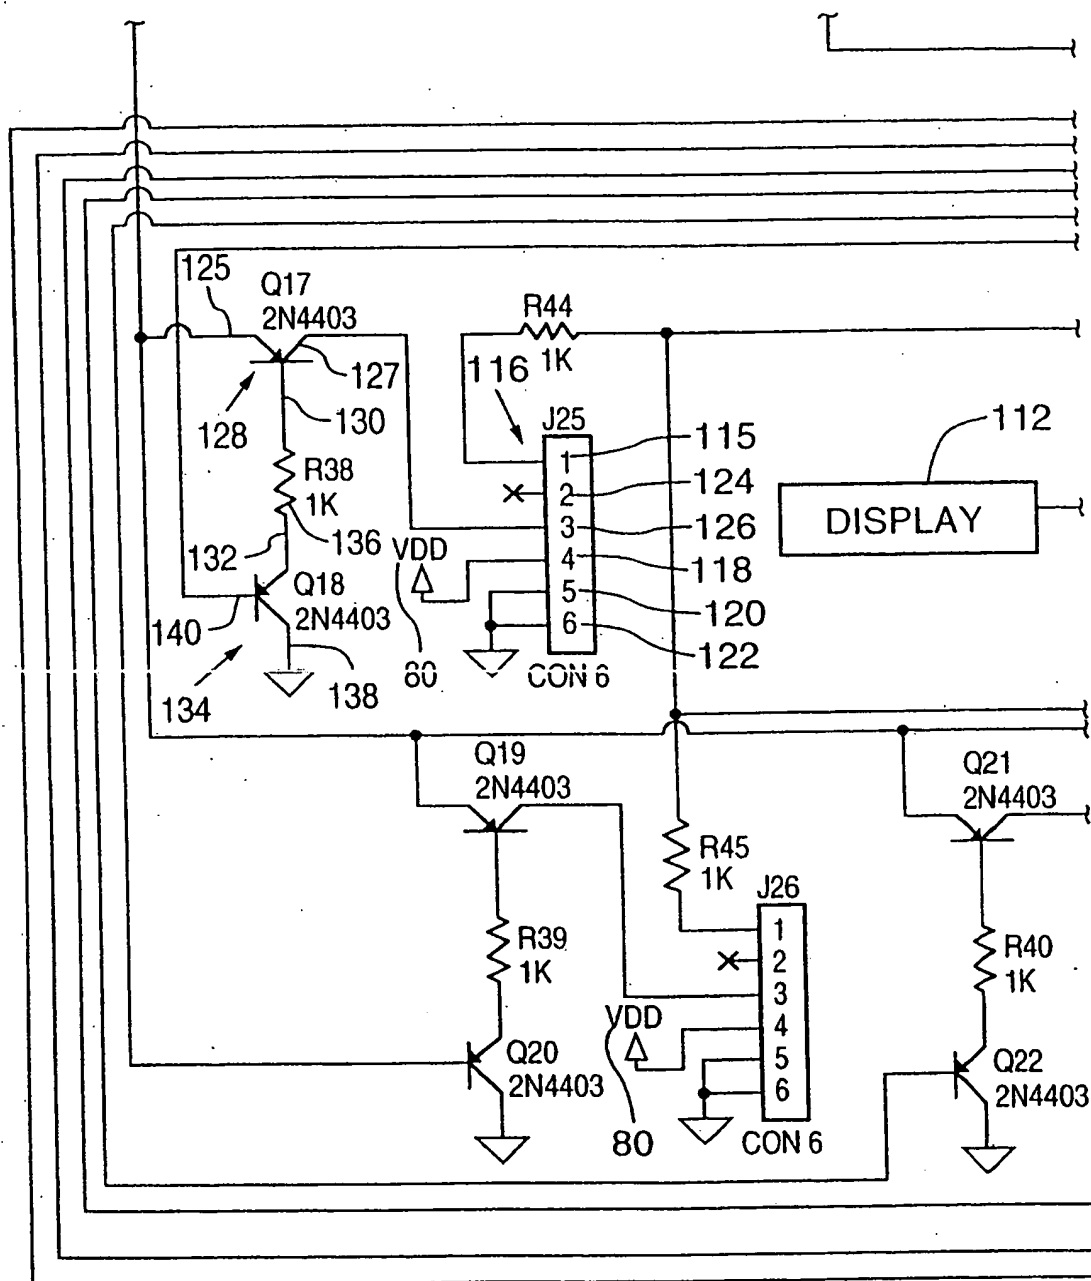 125
Q17
2N4403
127
128
130
R38
1K
136
132
Q18
2N4403
140
134
138
R44
1K
116
J25
1
2
3
4
5
6
CON 6
115
124
126
118
120
122
VDD
80
112
DISPLAY
Q19
2N4403
Q21
2N4403
R45
1K
J26
1
2
3
4
5
6
CON 6
R39
1K
R40
1K
VDD
80
Q20
2N4403
Q22
2N4403